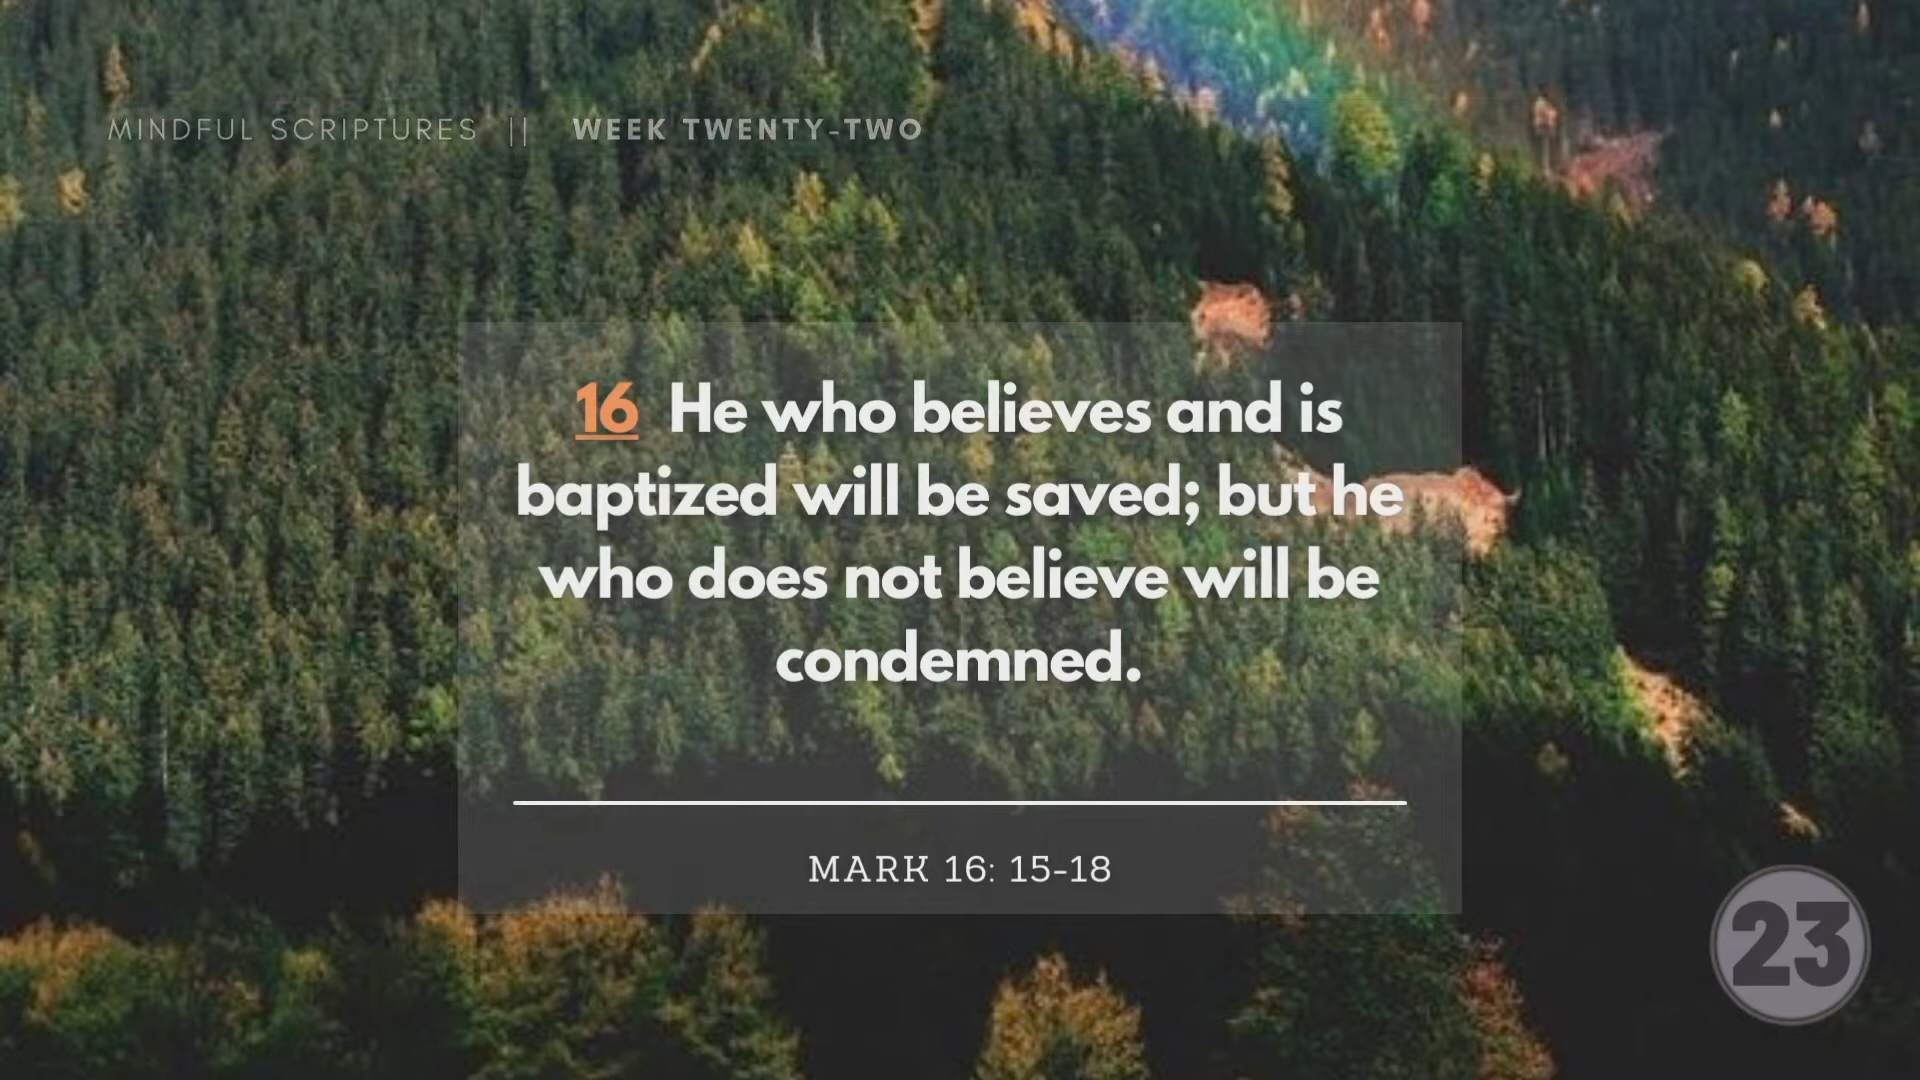 MINDFUL SCRIPTURES || WEEK TWENTY-TWO
16 He who believes and is
baptized will be saved; but he
who does not believe will be
condemned.
MARK 16: 15-18
23